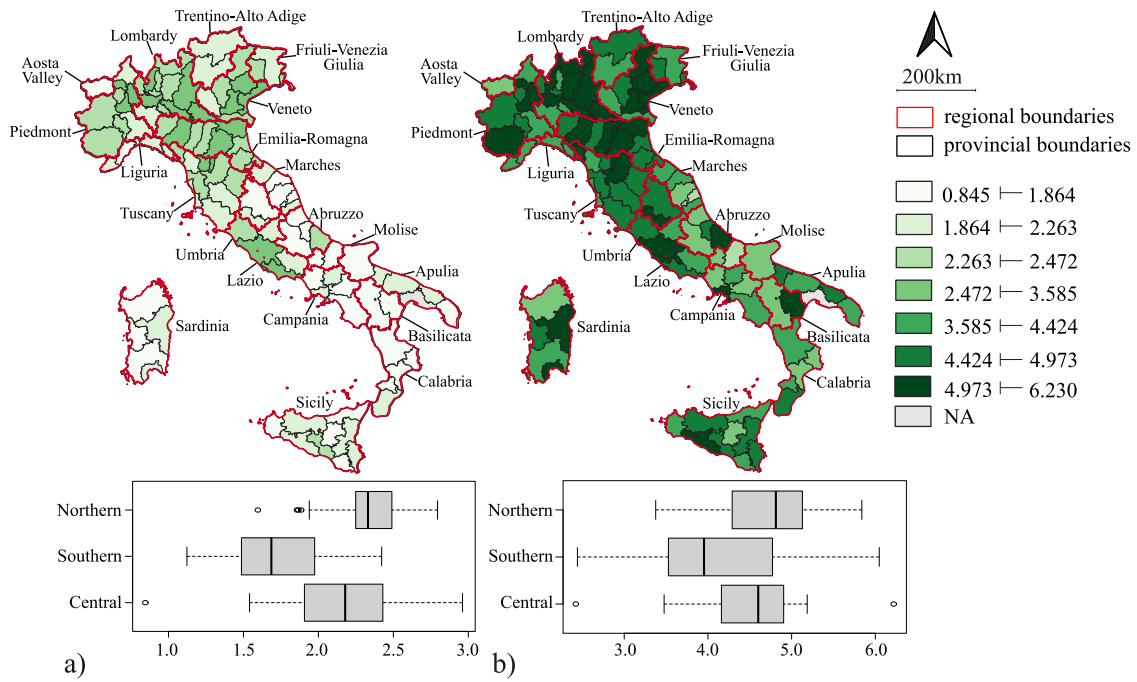 Trentino-Alto Adige
Lombardy
Friuli-Venezia
Giulia
Aosta
Valley
Veneto
Piedmont
Emilia-Romagna
Liguria
Marches
Tuscany
Abruzzo
Umbria
Molise
Lazio
Apulia
Campania
Sardinia
Basilicata
Calabria
Sicily
Trentino-Alto Adige
Lombardy
Friuli-Venezia
Giulia
Aosta
Valley
Veneto
Piedmont
Emilia-Romagna
Liguria
Marches
Tuscany
Abruzzo
Umbria
Molise
Lazio
Apulia
Campania
Sardinia
Basilicata
Calabria
Sicily
200km
regional boundaries
provincial boundaries
0.845 1.864
1.864 2.263
2.263 2.472
2.472 3.585
3.585 4.424
4.424 4.973
4.973 6.230
NA
Northern
Southern
Central
1.0 1.5 2.0 2.5 3.0
a)
Northern
Southern
Central
3.0 4.0 5.0 6.0
b)